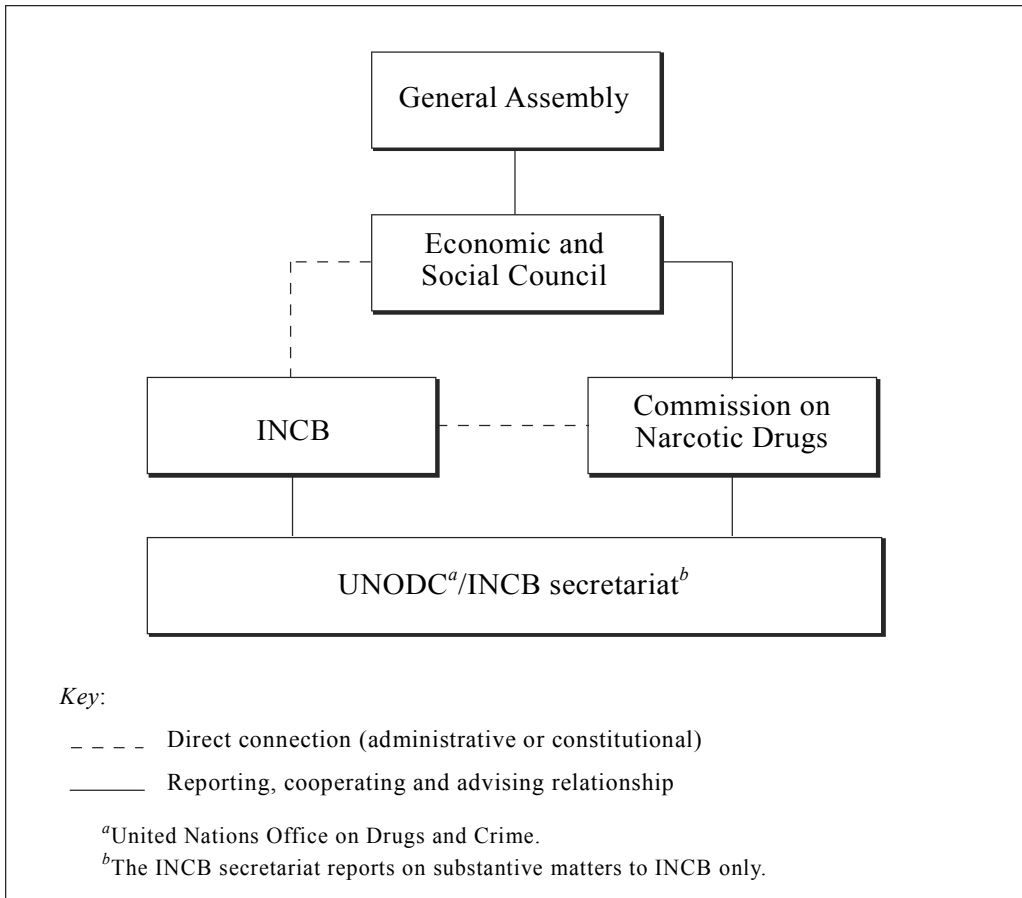 General Assembly
Economic and
Social Council
INCB
Commission on
Narcotic Drugs
UNODCa/INCB secretariatb
Key:
Direct connection (administrative or constitutional)
Reporting, cooperating and advising relationship
aUnited Nations Office on Drugs and Crime.
bThe INCB secretariat reports on substantive matters to INCB only.